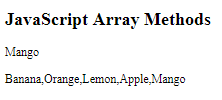 JavaScript Array Methods
Mango
Banana,Orange,Lemon,Apple,Mango